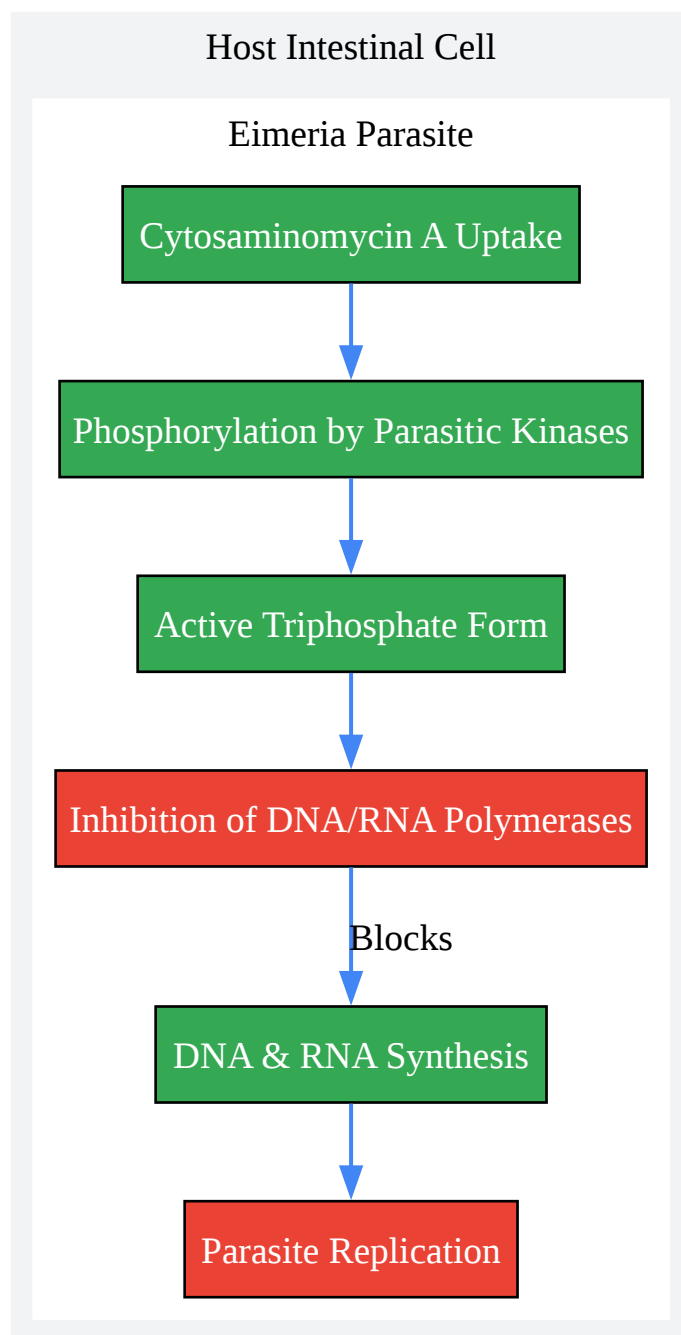 Host Intestinal Cell
Eimeria Parasite
Cytosaminomycin A Uptake
Phosphorylation by Parasitic Kinases
Active Triphosphate Form
Inhibition of DNA/RNA Polymerases
Blocks
DNA & RNA Synthesis
Parasite Replication